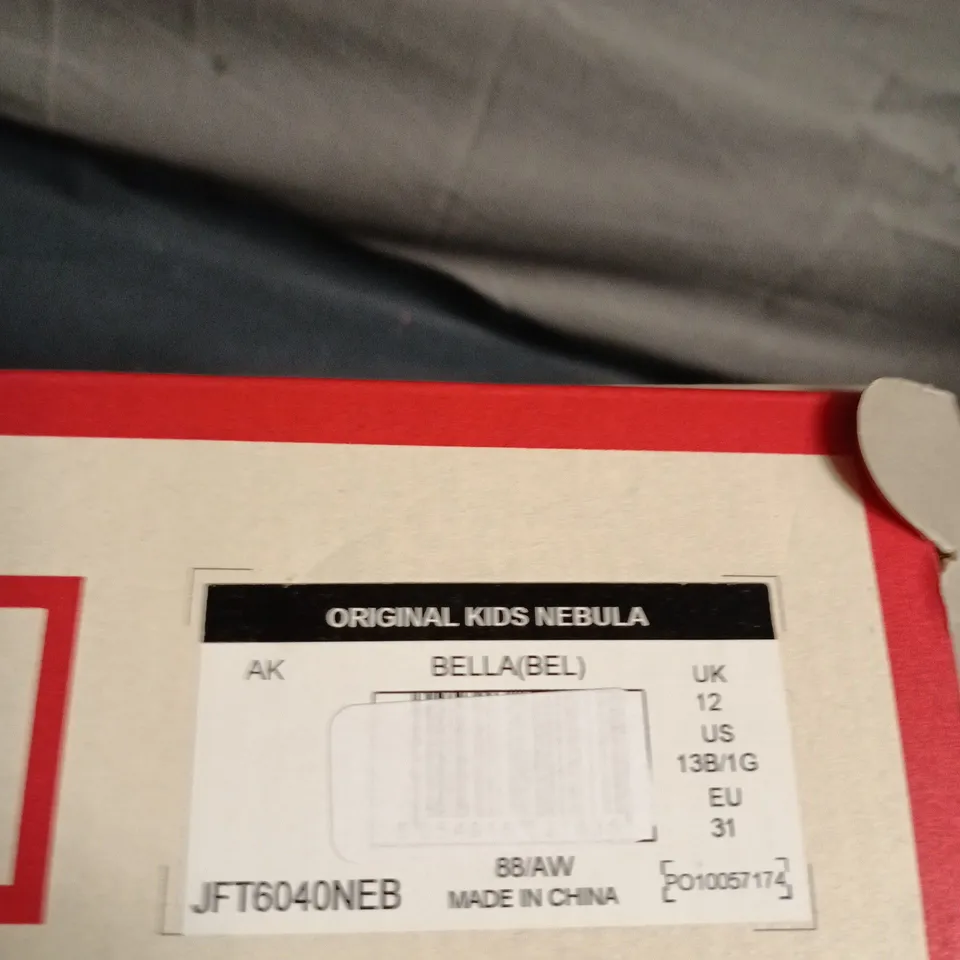 ORIGINAL KIDS NEBULA
AK
BELLA(BEL)
UK
12
US
13B/1G
EU
31
88/AW
JFT6040NEB
MADE IN CHINA
PO10057174